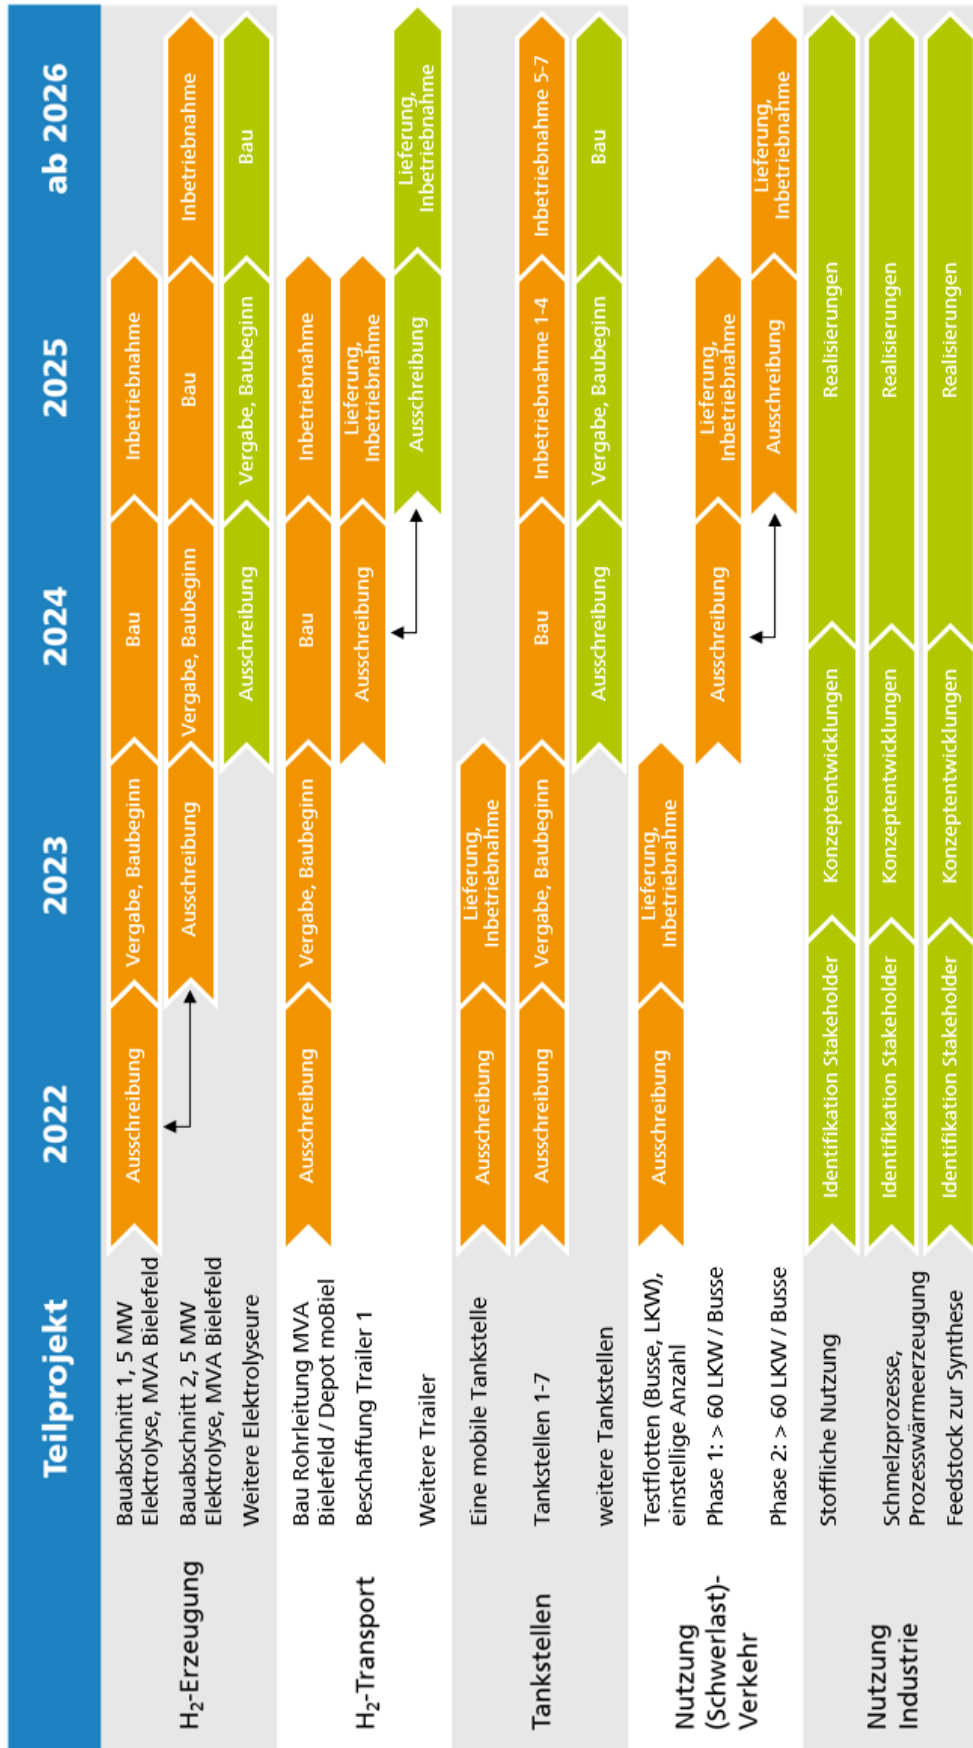 Teilprojekt
2022
2023
2024
2025
ab 2026
H₂-Erzeugung
Bauabschnitt 1, 5 MW
Elektrolyse, MVA Bielefeld
Ausschreibung
Vergabe, Baubeginn
Bau
Inbetriebnahme
Bauabschnitt 2, 5 MW
Elektrolyse, MVA Bielefeld
Ausschreibung
Vergabe, Baubeginn
Bau
Inbetriebnahme
Weitere Elektrolyseure
Ausschreibung
Vergabe, Baubeginn
Bau
H₂-Transport
Bau Rohrleitung MVA
Bielefeld / Depot moBiel
Ausschreibung
Vergabe, Baubeginn
Bau
Inbetriebnahme
Beschaffung Trailer 1
Ausschreibung
Lieferung,
Inbetriebnahme
Weitere Trailer
Ausschreibung
Lieferung,
Inbetriebnahme
Tankstellen
Eine mobile Tankstelle
Ausschreibung
Lieferung,
Inbetriebnahme
Tankstellen 1-7
Ausschreibung
Vergabe, Baubeginn
Bau
Inbetriebnahme 1-4
Inbetriebnahme 5-7
weitere Tankstellen
Ausschreibung
Vergabe, Baubeginn
Bau
Nutzung
(Schwerlast)-
Verkehr
Testflotten (Busse, LKW),
einstellige Anzahl
Ausschreibung
Lieferung,
Inbetriebnahme
Phase 1: > 60 LKW / Busse
Ausschreibung
Lieferung,
Inbetriebnahme
Phase 2: > 60 LKW / Busse
Ausschreibung
Lieferung,
Inbetriebnahme
Nutzung
Industrie
Stoffliche Nutzung
Identifikation Stakeholder
Konzeptentwicklungen
Realisierungen
Schmelzprozesse,
Prozesswärmeerzeugung
Identifikation Stakeholder
Konzeptentwicklungen
Realisierungen
Feedstock zur Synthese
Identifikation Stakeholder
Konzeptentwicklungen
Realisierungen